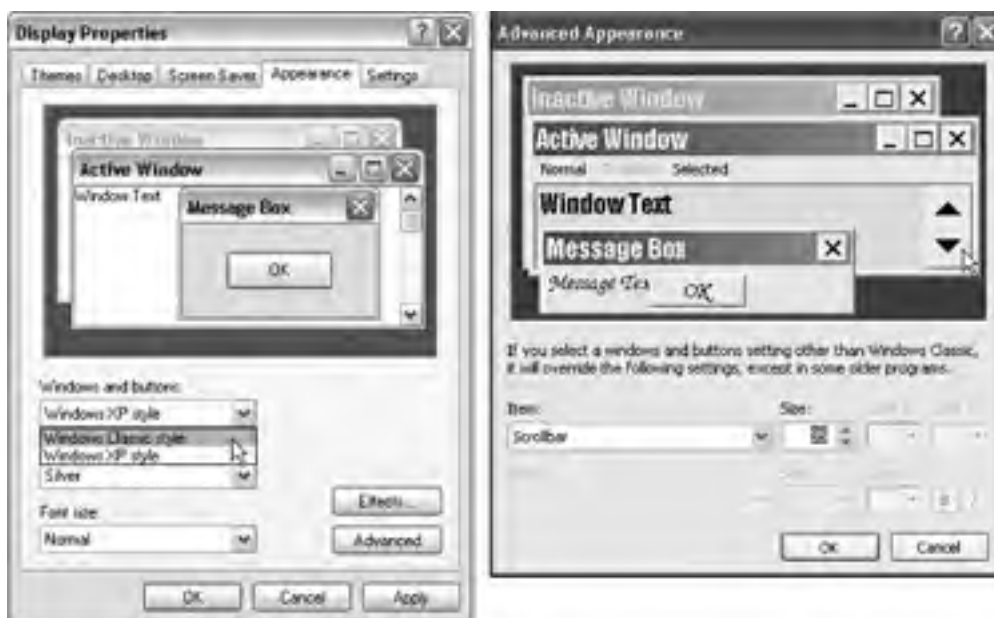 Display Properties
Themes Desktop Screen Saver Appearance Settings
Inactive Window
Active Window
Window Text
Message Box
OK
Windows and buttons:
Windows XP style
Windows Classic style
Windows XP style
Silver
Font size:
Normal
Effects...
Advanced
OK Cancel Apply
Advanced Appearance
Inactive Window
Active Window
Normal Selected
Window Text
Message Box
Message Text
OK
If you select a windows and buttons setting other than Windows Classic,
it will override the following settings, except in some older programs.
Item: Size:
Scrollbar
OK Cancel